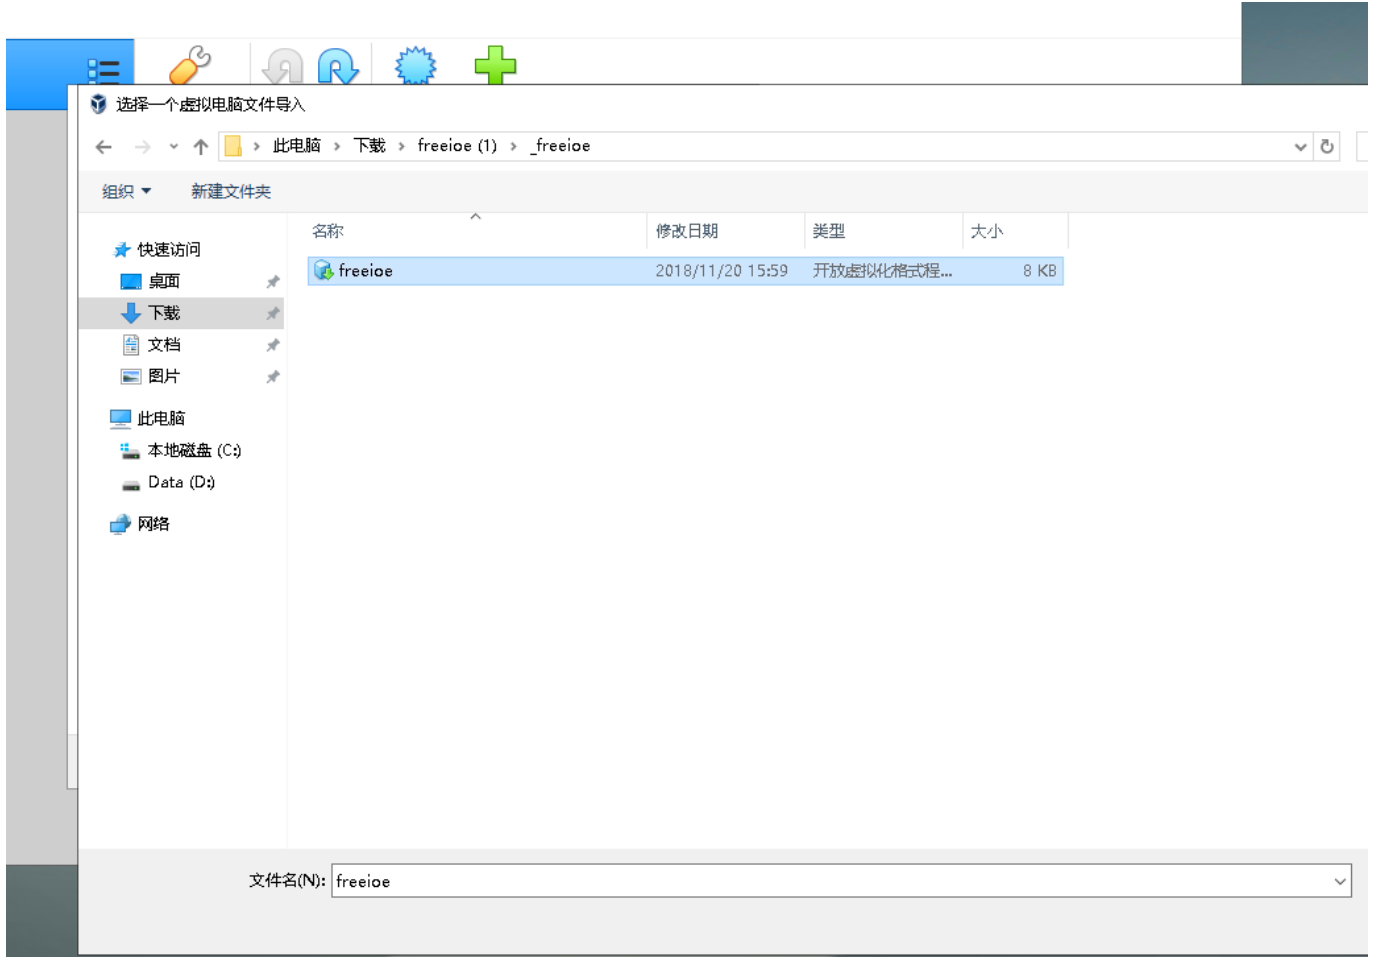 选择一个虚拟电脑文件导入
此电脑 › 下载 › freeioe (1) › _freeioe
组织 新建文件夹
名称 修改日期 类型 大小
freeioe 2018/11/20 15:59 开放虚拟化格式程... 8 KB
快速访问
桌面
下载
文档
图片
此电脑
本地磁盘 (C:)
Data (D:)
网络
文件名(N): freeioe